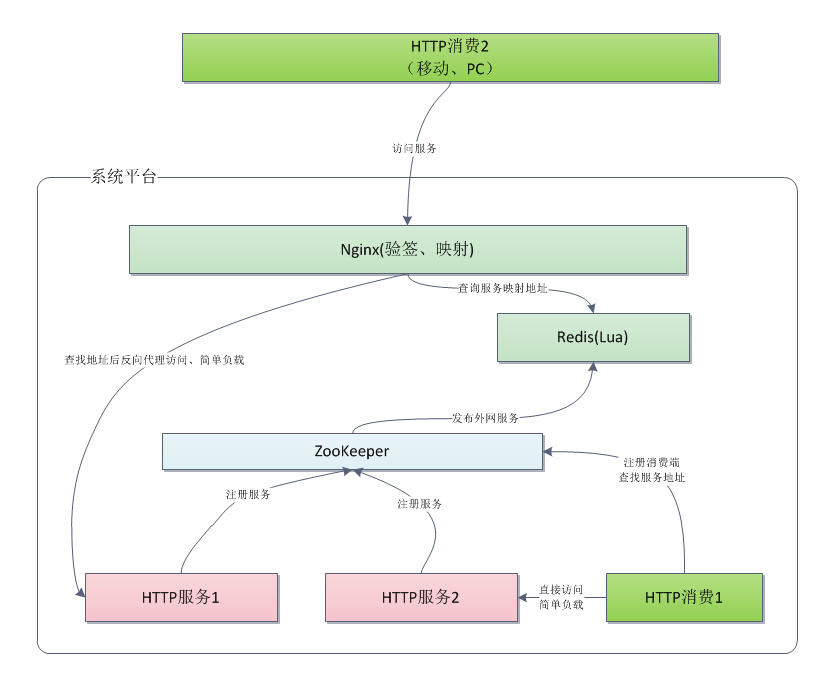 HTTP消费2
（移动、PC）
访问服务
系统平台
Nginx(验签、映射)
查询服务映射地址
Redis(Lua)
查找地址后反向代理访问、简单负载
发布外网服务
ZooKeeper
注册消费端
查找服务地址
注册服务
注册服务
HTTP服务1
HTTP服务2
直接访问
简单负载
HTTP消费1